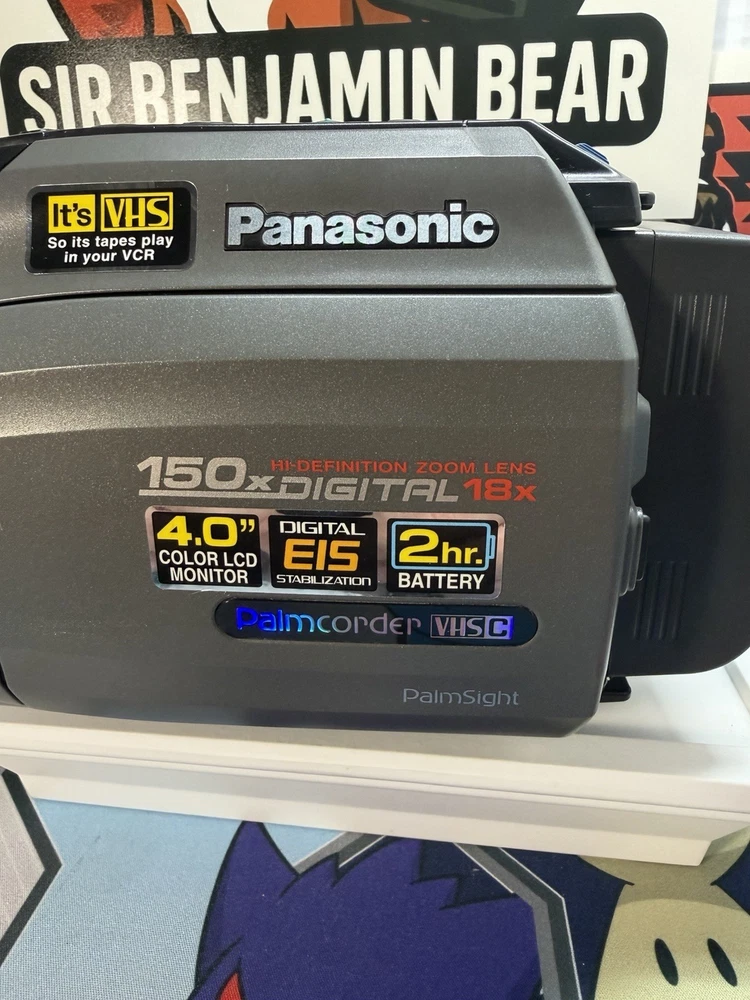 SIR BENJAMIN BEAR
It's VHS
So its tapes play
in your VCR
Panasonic
150x HI-DEFINITION ZOOM LENS
DIGITAL 18x
4.0”
COLOR LCD
MONITOR
DIGITAL
EIS
STABILIZATION
2hr.
BATTERY
Palmcorder VHS C
PalmSight